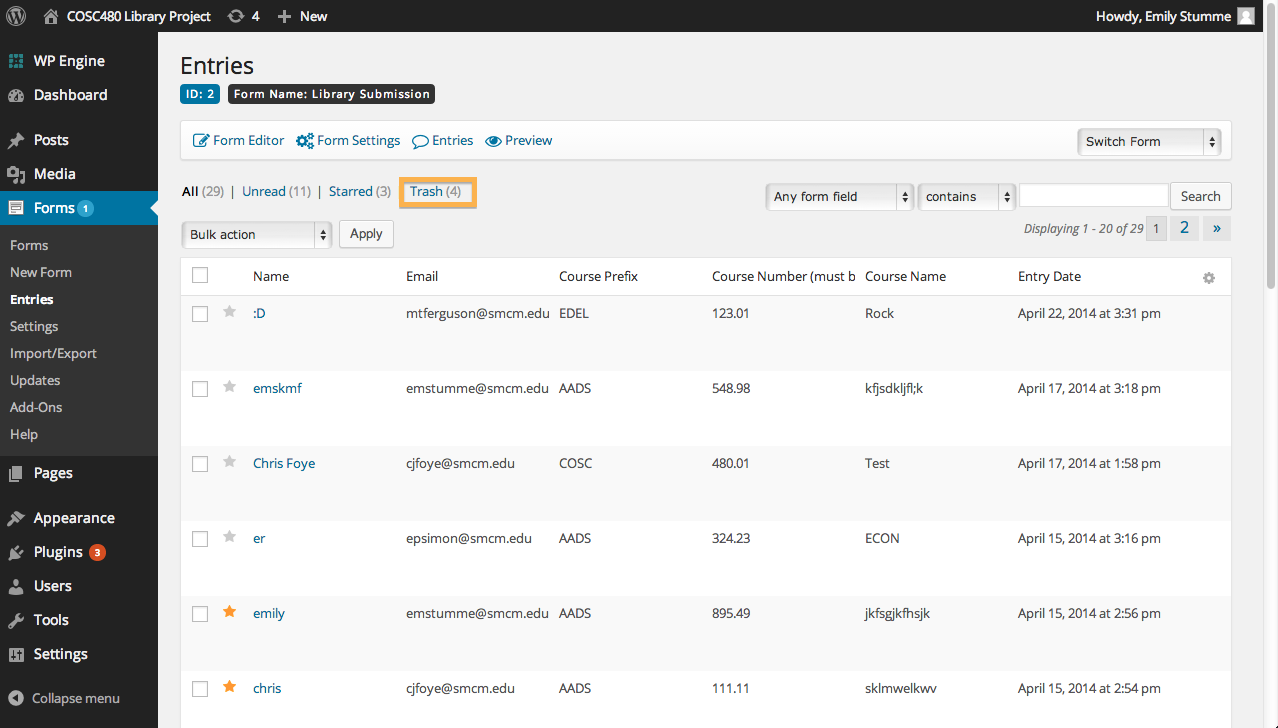 COSC480 Library Project 4 + New Howdy, Emily Stumme
WP Engine
Dashboard
Posts
Media
Forms 1
Forms
New Form
Entries
Settings
Import/Export
Updates
Add-Ons
Help
Pages
Appearance
Plugins 3
Users
Tools
Settings
Collapse menu
Entries
ID: 2 Form Name: Library Submission
Form Editor Form Settings Entries Preview Switch Form
All (29) | Unread (11) | Starred (3) Trash (4) Any form field contains Search
Bulk action Apply Displaying 1 - 20 of 29 1 2 »
Name Email Course Prefix Course Number (must b Course Name Entry Date
:D mtferguson@smcm.edu EDEL 123.01 Rock April 22, 2014 at 3:31 pm
emskmf emstumme@smcm.edu AADS 548.98 kfjsdkljfl;k April 17, 2014 at 3:18 pm
Chris Foye cjfoye@smcm.edu COSC 480.01 Test April 17, 2014 at 1:58 pm
er epsimon@smcm.edu AADS 324.23 ECON April 15, 2014 at 3:16 pm
emily emstumme@smcm.edu AADS 895.49 jkfsgjkfhsjk April 15, 2014 at 2:56 pm
chris cjfoye@smcm.edu AADS 111.11 sklmwelkwv April 15, 2014 at 2:54 pm